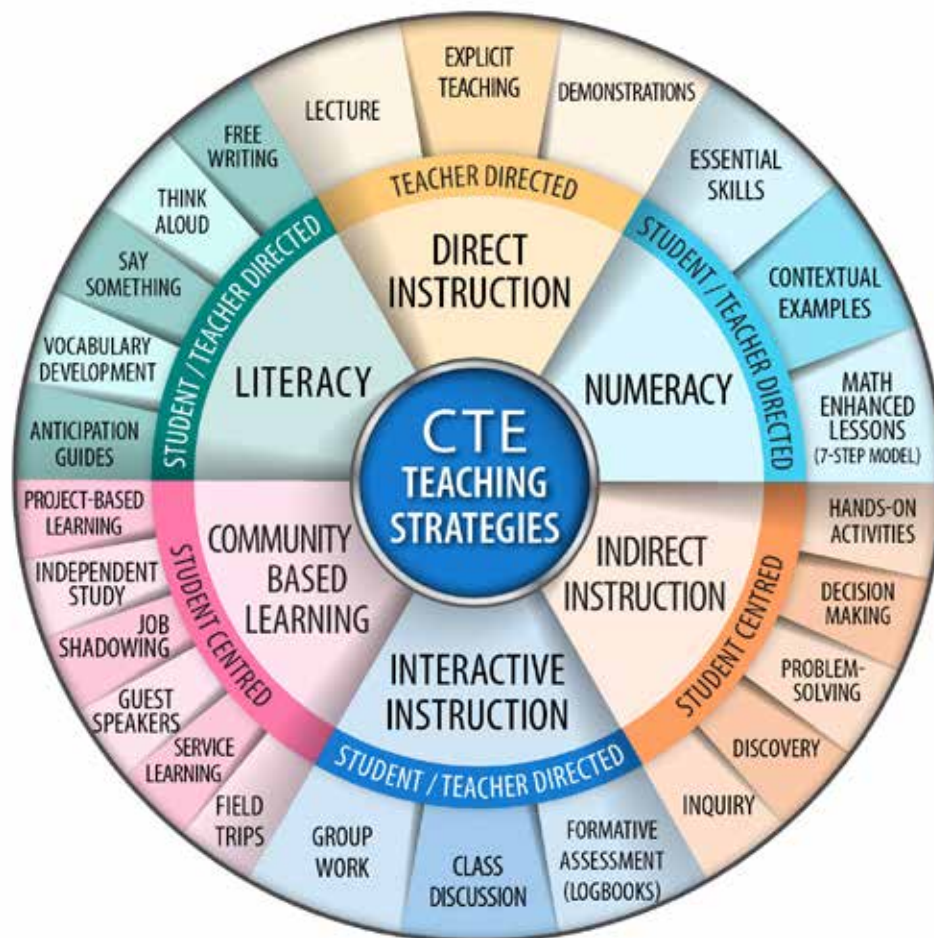 CTE
TEACHING
STRATEGIES
TEACHER DIRECTED
DIRECT
INSTRUCTION
LECTURE
EXPLICIT
TEACHING
DEMONSTRATIONS
STUDENT / TEACHER DIRECTED
NUMERACY
ESSENTIAL
SKILLS
CONTEXTUAL
EXAMPLES
MATH
ENHANCED
LESSONS
(7-STEP MODEL)
STUDENT CENTRED
INDIRECT
INSTRUCTION
HANDS-ON
ACTIVITIES
DECISION
MAKING
PROBLEM-
SOLVING
DISCOVERY
INQUIRY
STUDENT / TEACHER DIRECTED
INTERACTIVE
INSTRUCTION
FORMATIVE
ASSESSMENT
(LOGBOOKS)
CLASS
DISCUSSION
GROUP
WORK
STUDENT CENTRED
COMMUNITY
BASED
LEARNING
FIELD
TRIPS
SERVICE
LEARNING
GUEST
SPEAKERS
JOB
SHADOWING
INDEPENDENT
STUDY
PROJECT-BASED
LEARNING
STUDENT / TEACHER DIRECTED
LITERACY
ANTICIPATION
GUIDES
VOCABULARY
DEVELOPMENT
SAY
SOMETHING
THINK
ALOUD
FREE
WRITING